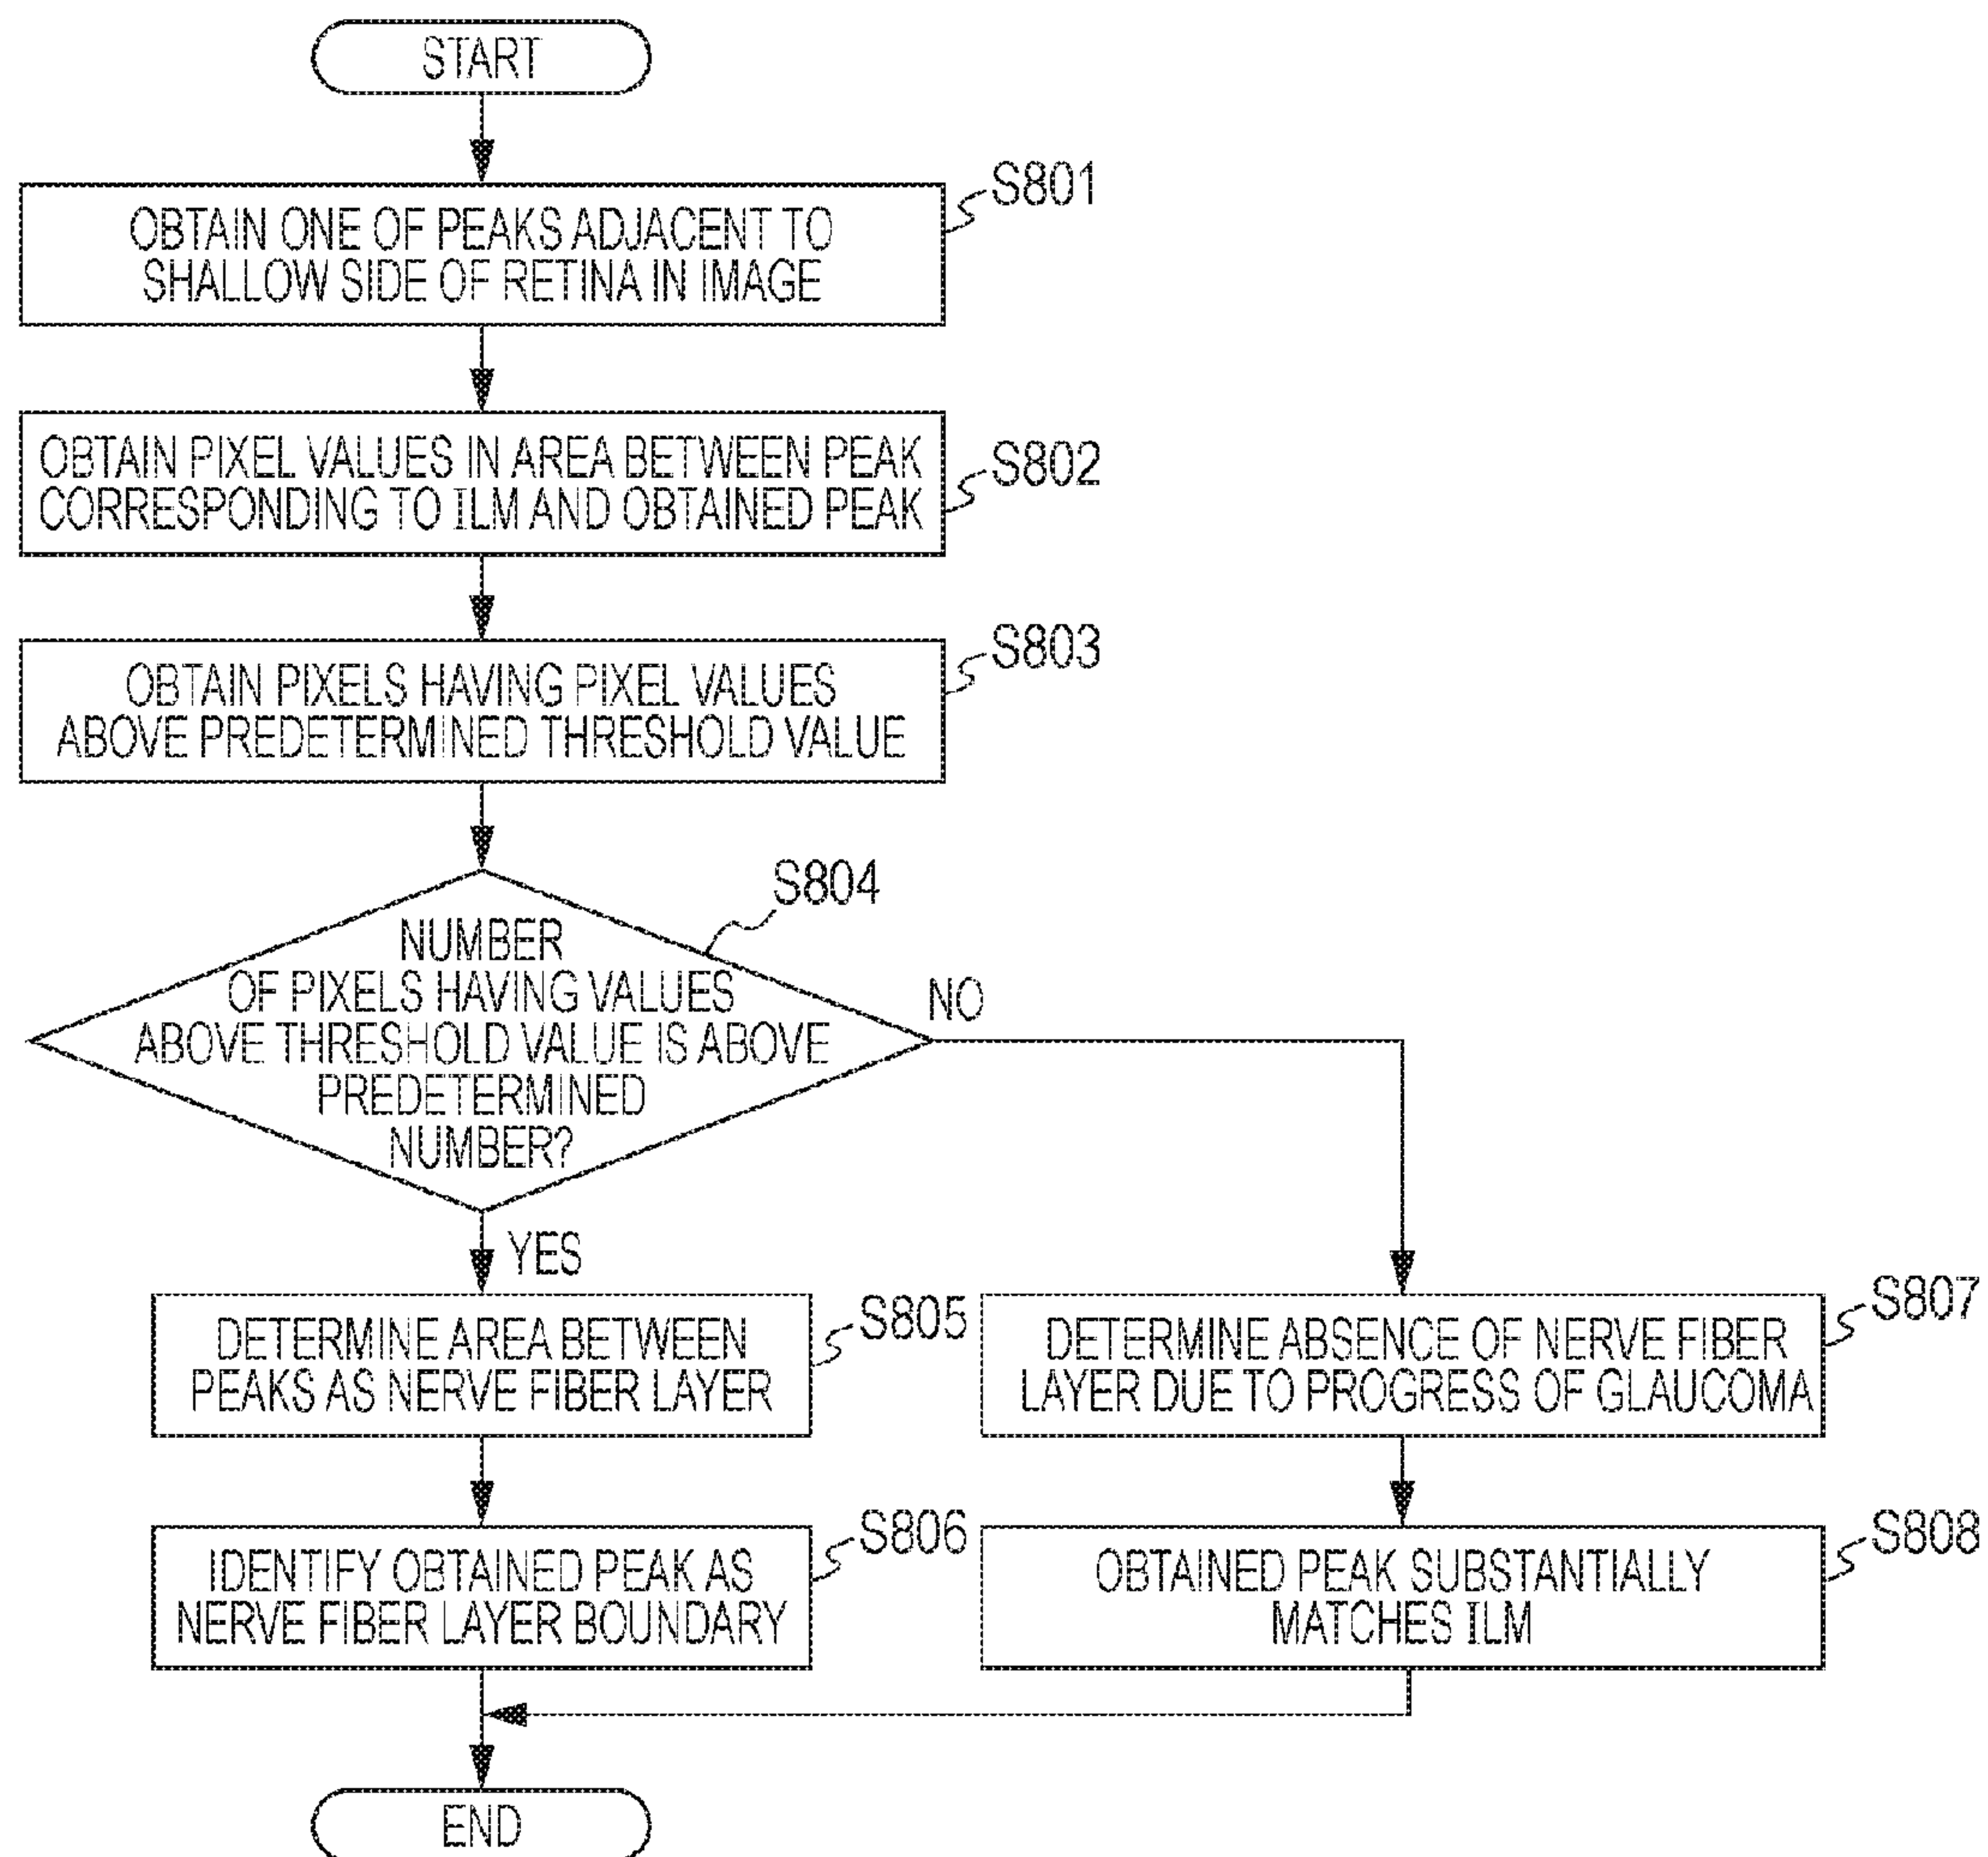 START
S801
OBTAIN ONE OF PEAKS ADJACENT TO
SHALLOW SIDE OF RETINA IN IMAGE
S802
OBTAIN PIXEL VALUES IN AREA BETWEEN PEAK
CORRESPONDING TO ILM AND OBTAINED PEAK
S803
OBTAIN PIXELS HAVING PIXEL VALUES
ABOVE PREDETERMINED THRESHOLD VALUE
S804
NUMBER
OF PIXELS HAVING VALUES
ABOVE THRESHOLD VALUE IS ABOVE
PREDETERMINED
NUMBER?
NO
YES
S805
DETERMINE AREA BETWEEN
PEAKS AS NERVE FIBER LAYER
S806
IDENTIFY OBTAINED PEAK AS
NERVE FIBER LAYER BOUNDARY
S807
DETERMINE ABSENCE OF NERVE FIBER
LAYER DUE TO PROGRESS OF GLAUCOMA
S808
OBTAINED PEAK SUBSTANTIALLY
MATCHES ILM
END